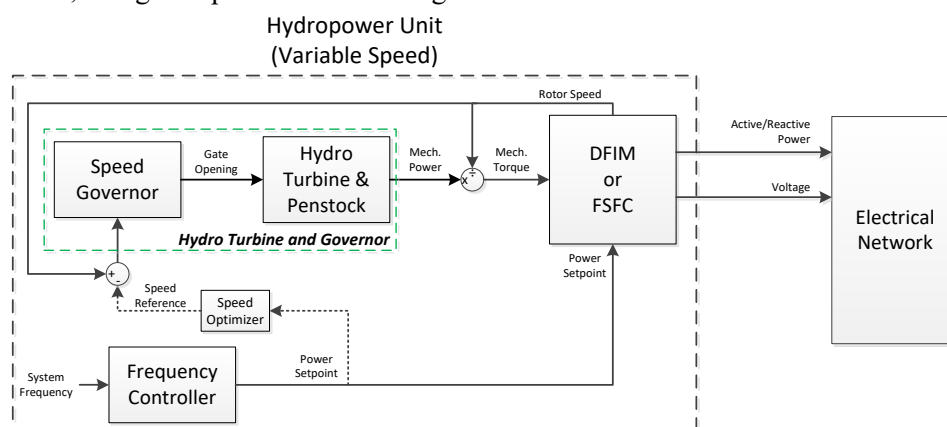 Hydropower Unit
(Variable Speed)
Rotor Speed
Active/Reactive
Power
Speed
Governor
Gate
Opening
Hydro
Turbine &
Penstock
Mech.
Power
x
÷
Mech.
Torque
DFIM
or
FSFC
Voltage
Electrical
Network
Hydro Turbine and Governor
+
-
Speed
Reference
Speed
Optimizer
Power
Setpoint
System
Frequency
Frequency
Controller
Power
Setpoint